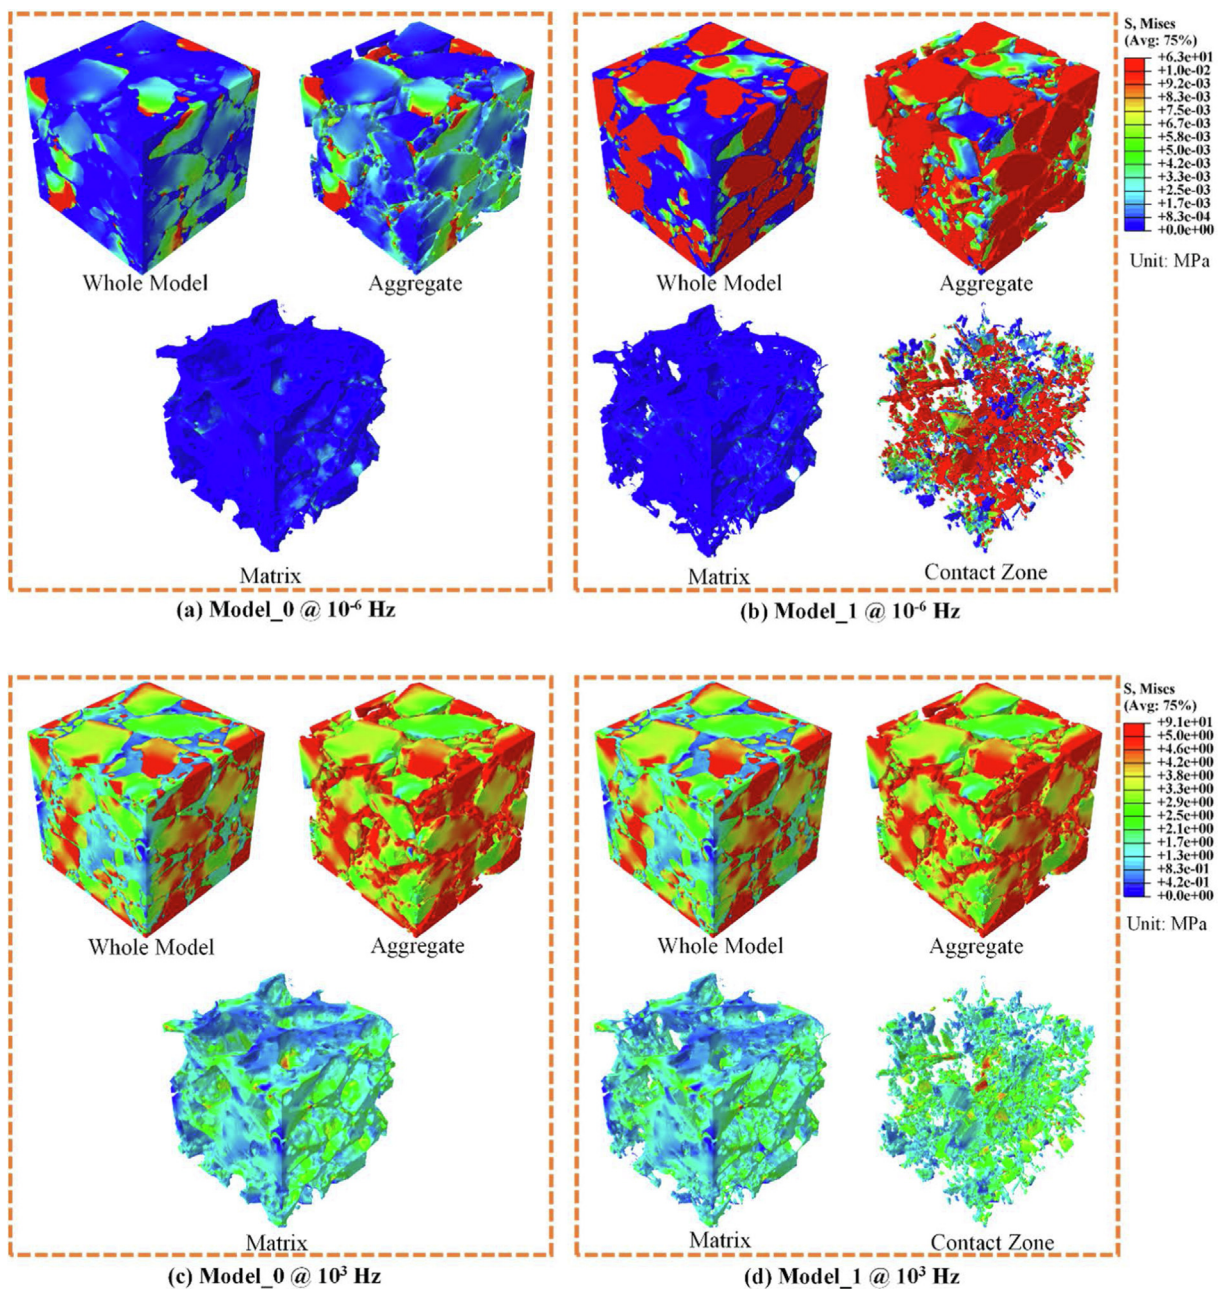 S, Mises
(Avg: 75%)
+6.3e+01
+1.0e-02
+9.2e-03
+8.3e-03
+7.5e-03
+6.7e-03
+5.8e-03
+5.0e-03
+4.2e-03
+3.3e-03
+2.5e-03
+1.7e-03
+8.3e-04
+0.0e+00
Unit: MPa
Whole Model
Aggregate
Whole Model
Aggregate
Matrix
Matrix
Contact Zone
(a) Model_0 @ 10⁻⁶ Hz
(b) Model_1 @ 10⁻⁶ Hz
S, Mises
(Avg: 75%)
+9.1e+01
+5.0e+00
+4.6e+00
+4.2e+00
+3.8e+00
+3.3e+00
+2.9e+00
+2.5e+00
+2.1e+00
+1.7e+00
+1.3e+00
+8.3e-01
+4.2e-01
+0.0e+00
Unit: MPa
Whole Model
Aggregate
Whole Model
Aggregate
Matrix
Matrix
Contact Zone
(c) Model_0 @ 10³ Hz
(d) Model_1 @ 10³ Hz